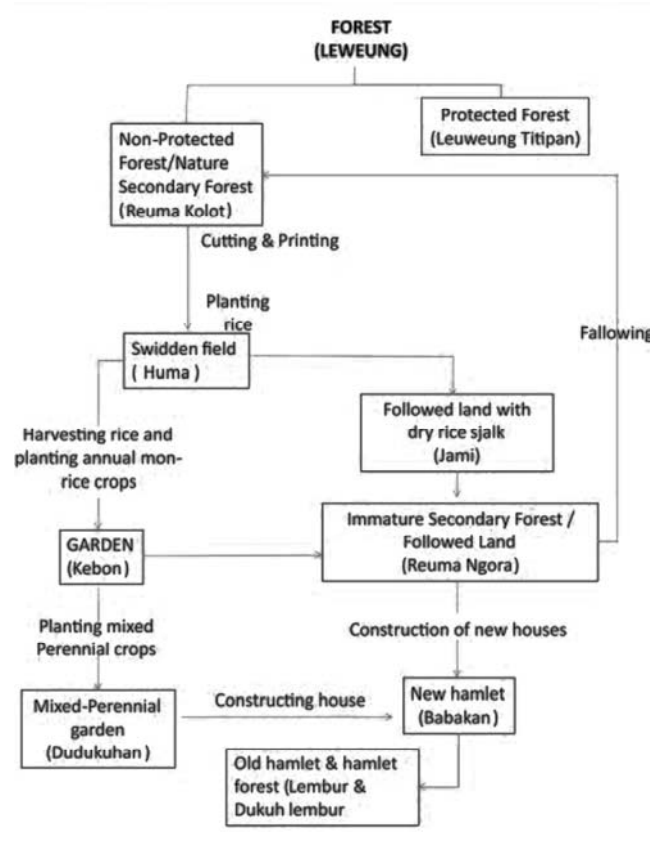 FOREST
(LEWEUNG)
Protected Forest
(Leuweung Titipan)
Non-Protected
Forest/Nature
Secondary Forest
(Reuma Kolot)
Cutting & Printing
Planting
rice
Fallowing
Swidden field
( Huma )
Followed land with
dry rice sjalk
(Jami)
Harvesting rice and
planting annual mon-
rice crops
Immature Secondary Forest /
Followed Land
(Reuma Ngora)
GARDEN
(Kebon)
Planting mixed
Perennial crops
Construction of new houses
Mixed-Perennial
garden
(Dudukuhan )
Constructing house
New hamlet
(Babakan)
Old hamlet & hamlet
forest (Lembur &
Dukuh lembur